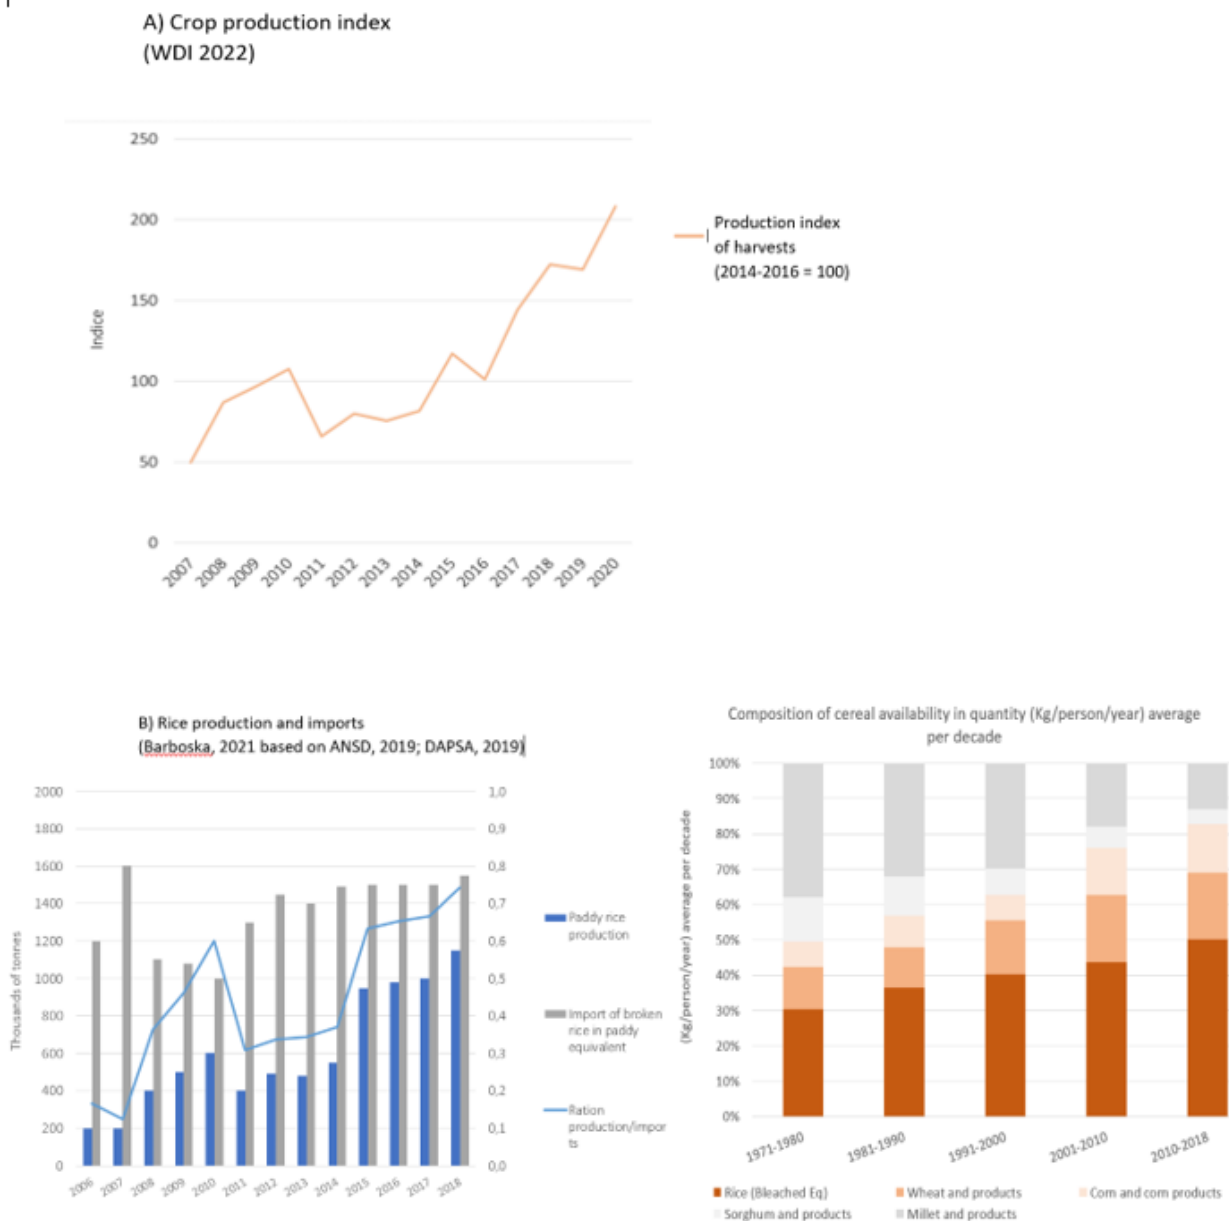 A) Crop production index
(WDI 2022)
250
200
150
100
50
0
Indice
2007
2008
2009
2010
2011
2012
2013
2014
2015
2016
2017
2018
2019
2020
Production index
of harvests
(2014-2016 = 100)
B) Rice production and imports
(Barboska, 2021 based on ANSD, 2019; DAPSA, 2019)
2000
1800
1600
1400
1200
1000
800
600
400
200
0
Thousands of tonnes
1,0
0,9
0,8
0,7
0,6
0,5
0,4
0,3
0,2
0,1
0,0
2006
2007
2008
2009
2010
2011
2012
2013
2014
2015
2016
2017
2018
Paddy rice
production
Import of broken
rice in paddy
equivalent
Ration
production/impor
ts
Composition of cereal availability in quantity (Kg/person/year) average
per decade
100%
90%
80%
70%
60%
50%
40%
30%
20%
10%
0%
(Kg/person/year) average per decade
1971-1980
1981-1990
1991-2000
2001-2010
2010-2018
Rice (Bleached Eq)
Wheat and products
Corn and corn products
Sorghum and products
Millet and products